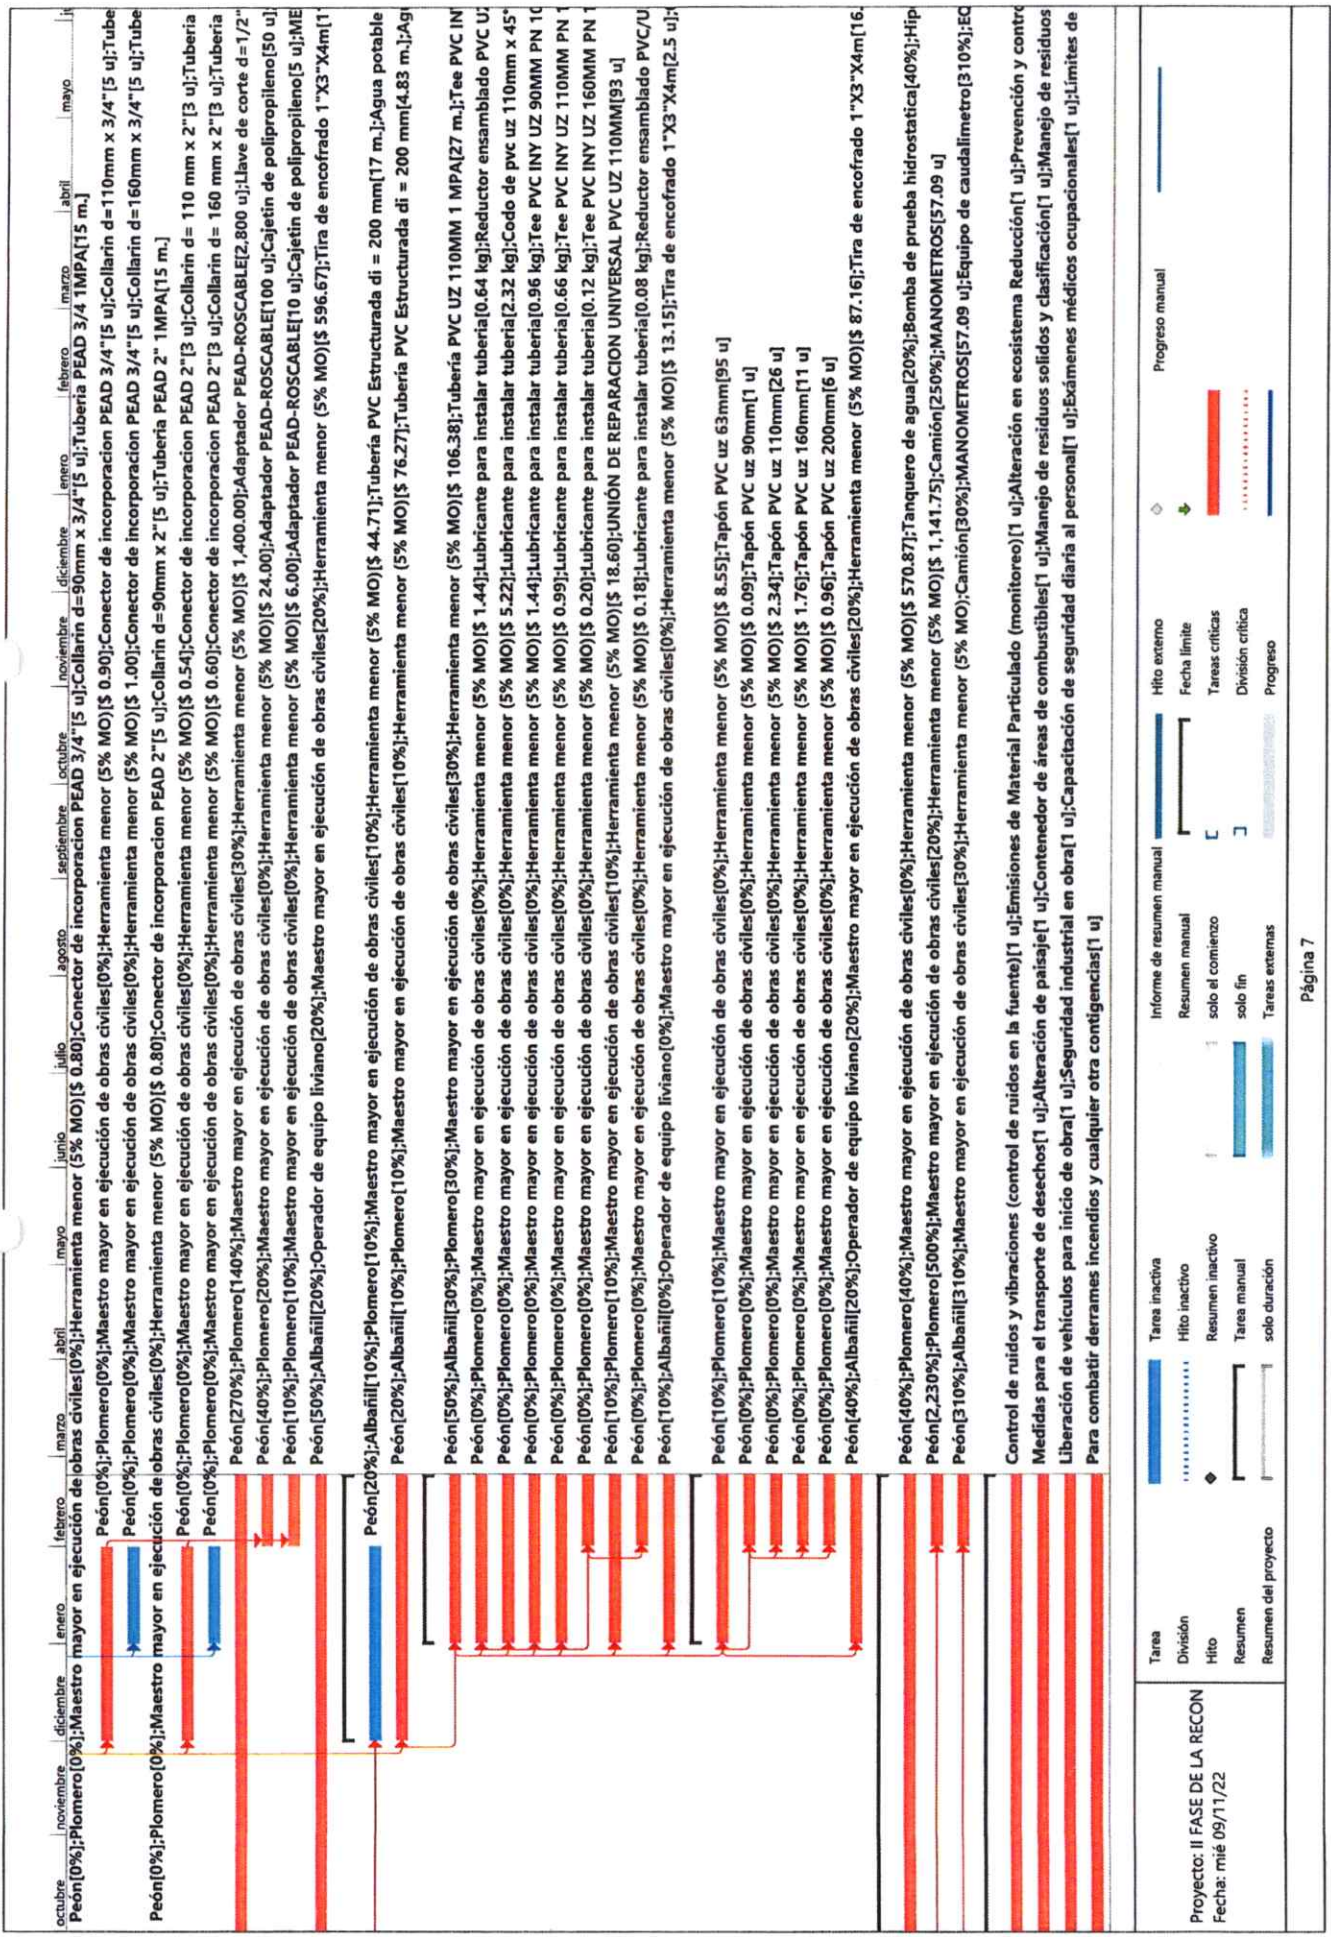 octubre noviembre diciembre enero febrero marzo abril mayo junio julio agosto septiembre octubre noviembre diciembre enero febrero marzo abril mayo
Peón[0%];Plomero[0%];Maestro mayor en ejecución de obras civiles[0%];Herramienta menor (5% MO)[$ 0.80];Conector de incorporacion PEAD 3/4"[5 u];Collarin d=90mm x 3/4"[5 u];Tuberia PEAD 3/4 1MPA[15 m.]
Peón[0%];Plomero[0%];Maestro mayor en ejecución de obras civiles[0%];Herramienta menor (5% MO)[$ 0.90];Conector de incorporacion PEAD 3/4"[5 u];Collarin d=110mm x 3/4"[5 u];Tube
Peón[0%];Plomero[0%];Maestro mayor en ejecución de obras civiles[0%];Herramienta menor (5% MO)[$ 1.00];Conector de incorporacion PEAD 3/4"[5 u];Collarin d=160mm x 3/4"[5 u];Tube
Peón[0%];Plomero[0%];Maestro mayor en ejecución de obras civiles[0%];Herramienta menor (5% MO)[$ 0.80];Conector de incorporacion PEAD 2"[5 u];Collarin d=90mm x 2"[5 u];Tuberia PEAD 2" 1MPA[15 m.]
Peón[0%];Plomero[0%];Maestro mayor en ejecución de obras civiles[0%];Herramienta menor (5% MO)[$ 0.54];Conector de incorporacion PEAD 2"[3 u];Collarin d= 110 mm x 2"[3 u];Tuberia
Peón[0%];Plomero[0%];Maestro mayor en ejecución de obras civiles[0%];Herramienta menor (5% MO)[$ 0.60];Conector de incorporacion PEAD 2"[3 u];Collarin d= 160 mm x 2"[3 u];Tuberia
Peón[270%];Plomero[140%];Maestro mayor en ejecución de obras civiles[30%];Herramienta menor (5% MO)[$ 1,400.00];Adaptador PEAD-ROSCABLE[2,800 u];Llave de corte d=1/2"
Peón[40%];Plomero[20%];Maestro mayor en ejecución de obras civiles[0%];Herramienta menor (5% MO)[$ 24.00];Adaptador PEAD-ROSCABLE[100 u];Cajetin de polipropileno[50 u];
Peón[10%];Plomero[10%];Maestro mayor en ejecución de obras civiles[0%];Herramienta menor (5% MO)[$ 6.00];Adaptador PEAD-ROSCABLE[10 u];Cajetin de polipropileno[5 u];ME
Peón[50%];Albañil[20%];Operador de equipo liviano[20%];Maestro mayor en ejecución de obras civiles[20%];Herramienta menor (5% MO)[$ 596.67];Tira de encofrado 1"X3"X4m[1
Peón[20%];Albañil[10%];Plomero[10%];Maestro mayor en ejecución de obras civiles[10%];Herramienta menor (5% MO)[$ 44.71];Tubería PVC Estructurada di = 200 mm[17 m.];Agua potable
Peón[20%];Albañil[10%];Plomero[10%];Maestro mayor en ejecución de obras civiles[10%];Herramienta menor (5% MO)[$ 76.27];Tubería PVC Estructurada di = 200 mm[4.83 m.];Agu
Peón[50%];Albañil[30%];Plomero[30%];Maestro mayor en ejecución de obras civiles[30%];Herramienta menor (5% MO)[$ 106.38];Tubería PVC UZ 110MM 1 MPA[27 m.];Tee PVC IN
Peón[0%];Plomero[0%];Maestro mayor en ejecución de obras civiles[0%];Herramienta menor (5% MO)[$ 1.44];Lubricante para instalar tuberia[0.64 kg];Reductor ensamblado PVC U
Peón[0%];Plomero[0%];Maestro mayor en ejecución de obras civiles[0%];Herramienta menor (5% MO)[$ 5.22];Lubricante para instalar tuberia[2.32 kg];Codo de pvc uz 110mm x 45°
Peón[0%];Plomero[0%];Maestro mayor en ejecución de obras civiles[0%];Herramienta menor (5% MO)[$ 1.44];Lubricante para instalar tuberia[0.96 kg];Tee PVC INY UZ 90MM PN 10
Peón[0%];Plomero[0%];Maestro mayor en ejecución de obras civiles[0%];Herramienta menor (5% MO)[$ 0.99];Lubricante para instalar tuberia[0.66 kg];Tee PVC INY UZ 110MM PN 1
Peón[0%];Plomero[0%];Maestro mayor en ejecución de obras civiles[0%];Herramienta menor (5% MO)[$ 0.20];Lubricante para instalar tuberia[0.12 kg];Tee PVC INY UZ 160MM PN 1
Peón[10%];Plomero[10%];Maestro mayor en ejecución de obras civiles[10%];Herramienta menor (5% MO)[$ 18.60];UNIÓN DE REPARACION UNIVERSAL PVC UZ 110MM[93 u]
Peón[0%];Plomero[0%];Maestro mayor en ejecución de obras civiles[0%];Herramienta menor (5% MO)[$ 0.18];Lubricante para instalar tuberia[0.08 kg];Reductor ensamblado PVC/U
Peón[10%];Albañil[0%];Operador de equipo liviano[0%];Maestro mayor en ejecución de obras civiles[0%];Herramienta menor (5% MO)[$ 13.15];Tira de encofrado 1"X3"X4m[2.5 u];
Peón[10%];Plomero[10%];Maestro mayor en ejecución de obras civiles[0%];Herramienta menor (5% MO)[$ 8.55];Tapón PVC uz 63mm[95 u]
Peón[0%];Plomero[0%];Maestro mayor en ejecución de obras civiles[0%];Herramienta menor (5% MO)[$ 0.09];Tapón PVC uz 90mm[1 u]
Peón[0%];Plomero[0%];Maestro mayor en ejecución de obras civiles[0%];Herramienta menor (5% MO)[$ 2.34];Tapón PVC uz 110mm[26 u]
Peón[0%];Plomero[0%];Maestro mayor en ejecución de obras civiles[0%];Herramienta menor (5% MO)[$ 1.76];Tapón PVC uz 160mm[11 u]
Peón[0%];Plomero[0%];Maestro mayor en ejecución de obras civiles[0%];Herramienta menor (5% MO)[$ 0.96];Tapón PVC uz 200mm[6 u]
Peón[40%];Albañil[20%];Operador de equipo liviano[20%];Maestro mayor en ejecución de obras civiles[20%];Herramienta menor (5% MO)[$ 87.16];Tira de encofrado 1"X3"X4m[16.
Peón[40%];Plomero[40%];Maestro mayor en ejecución de obras civiles[0%];Herramienta menor (5% MO)[$ 570.87];Tanquero de agua[20%];Bomba de prueba hidrostatica[40%];Hip
Peón[2,230%];Plomero[500%];Maestro mayor en ejecución de obras civiles[20%];Herramienta menor (5% MO)[$ 1,141.75];Camión[250%];MANOMETROS[57.09 u]
Peón[310%];Albañil[310%];Maestro mayor en ejecución de obras civiles[30%];Herramienta menor (5% MO);Camión[30%];MANOMETROS[57.09 u];Equipo de caudalimetro[310%];EQ
Control de ruidos y vibraciones (control de ruidos en la fuente)[1 u];Emisiones de Material Particulado (monitoreo)[1 u];Alteración en ecosistema Reducción[1 u];Prevención y contro
Medidas para el transporte de desechos[1 u];Alteración de paisaje[1 u];Contenedor de áreas de combustibles[1 u];Manejo de residuos solidos y clasificación[1 u];Manejo de residuos
Liberación de vehículos para inicio de obra[1 u];Seguridad industrial en obra[1 u];Capacitación de seguridad diaria al personal[1 u];Exámenes médicos ocupacionales[1 u];Límites de
Para combatir derrames incendios y cualquier otra contigencias[1 u]
Proyecto: II FASE DE LA RECON
Fecha: mié 09/11/22
Tarea
División
Hito
Resumen
Resumen del proyecto
Tarea inactiva
Hito inactivo
Resumen inactivo
Tarea manual
solo duración
Informe de resumen manual
Resumen manual
solo el comienzo
solo fin
Tareas externas
Hito externo
Fecha límite
Tareas críticas
División crítica
Progreso
Progreso manual
Página 7